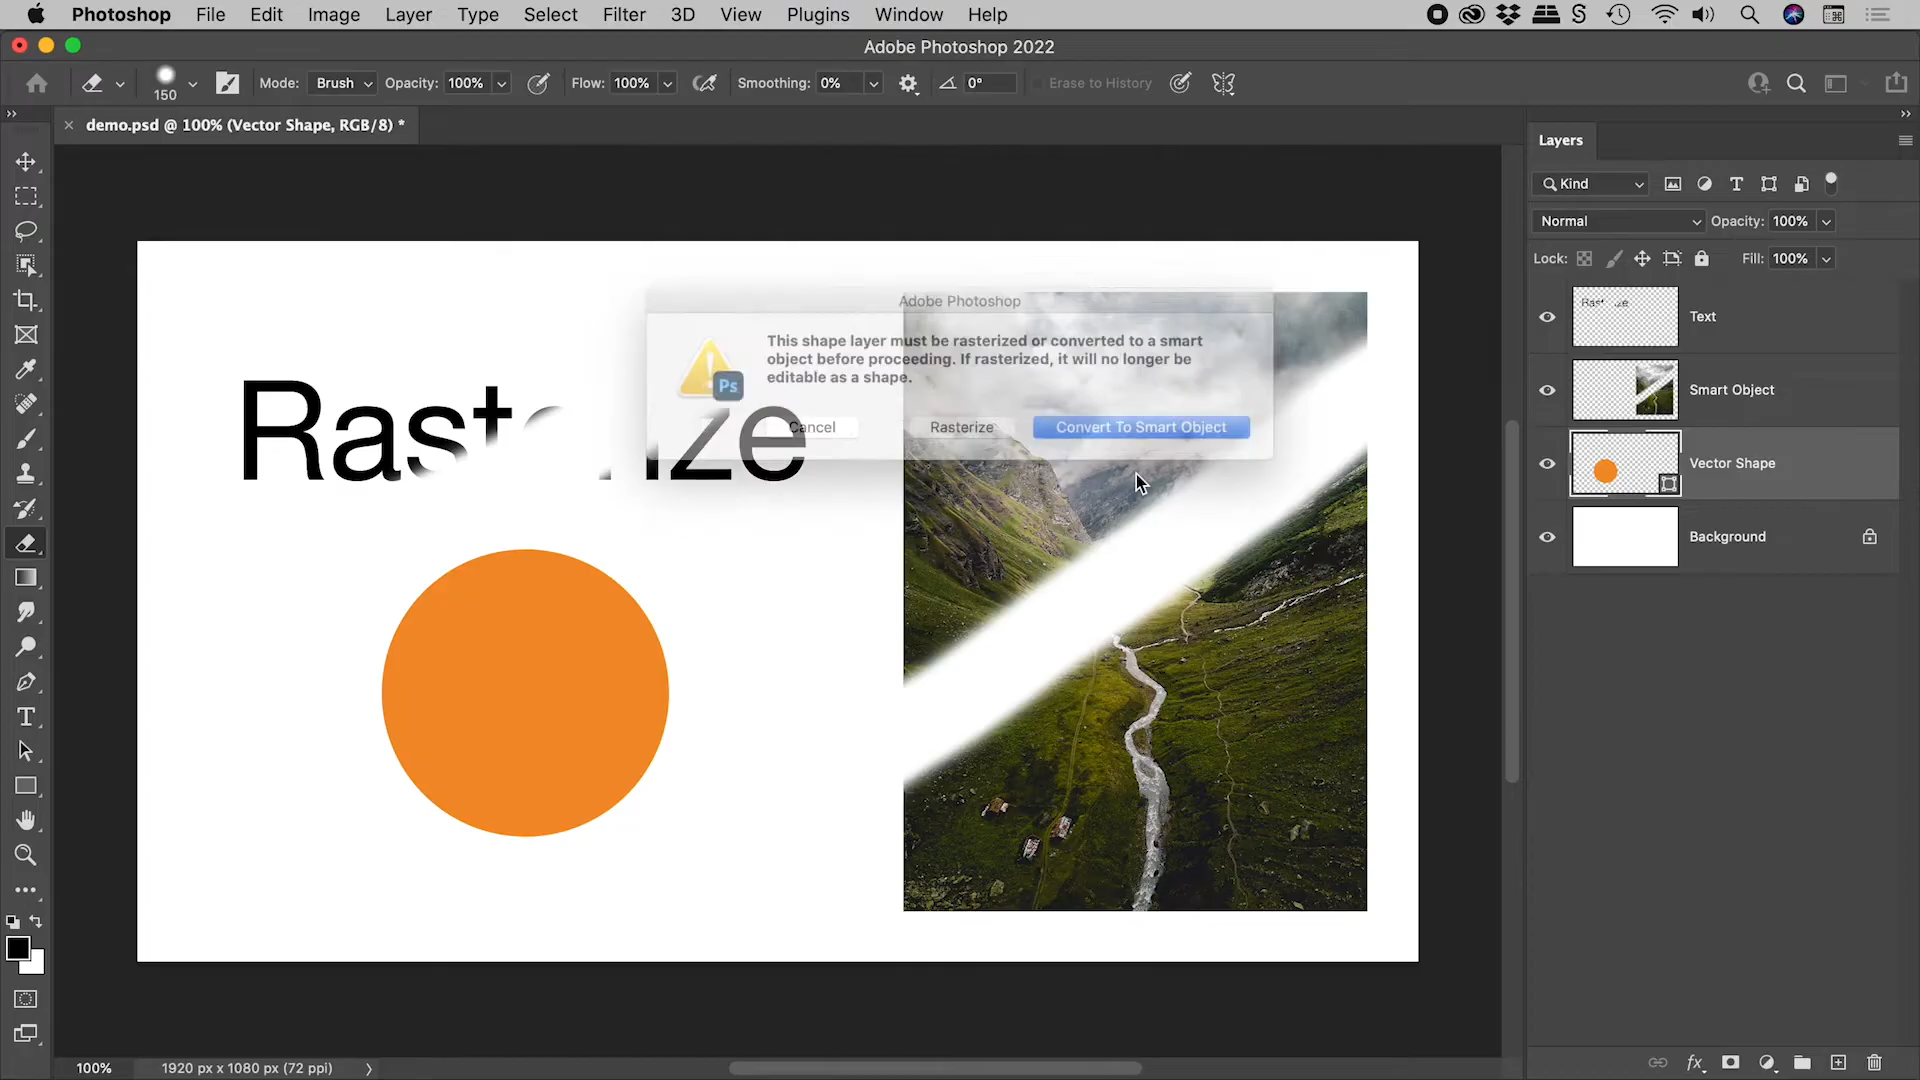 Photoshop File Edit Image Layer Type Select Filter 3D View Plugins Window Help
Adobe Photoshop 2022
150 Mode: Brush Opacity: 100% Flow: 100% Smoothing: 0% 0° Erase to History
demo.psd @ 100% (Vector Shape, RGB/8) *
Adobe Photoshop
This shape layer must be rasterized or converted to a smart
object before proceeding. If rasterized, it will no longer be
editable as a shape.
Ps
Cancel Rasterize Convert To Smart Object
Layers
Kind
Normal Opacity: 100%
Lock: Fill: 100%
Text
Smart Object
Vector Shape
Background
fx
100% 1920 px x 1080 px (72 ppi)